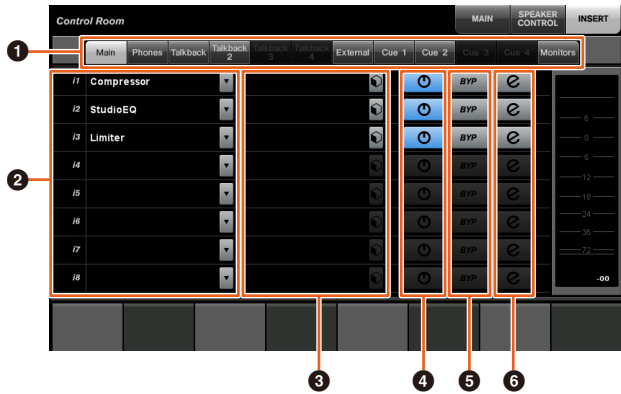 Control Room
MAIN
SPEAKER
CONTROL
INSERT
1
Main Phones Talkback Talkback 2 Talkback 3 Talkback 4 External Cue 1 Cue 2 Cue 3 Cue 4 Monitors
i1 Compressor BYP e
i2 StudioEQ BYP e
i3 Limiter BYP e
i4 BYP e
i5 BYP e
i6 BYP e
i7 BYP e
i8 BYP e
6
0
6
12
18
24
36
72
-oo
2
3 4 5 6